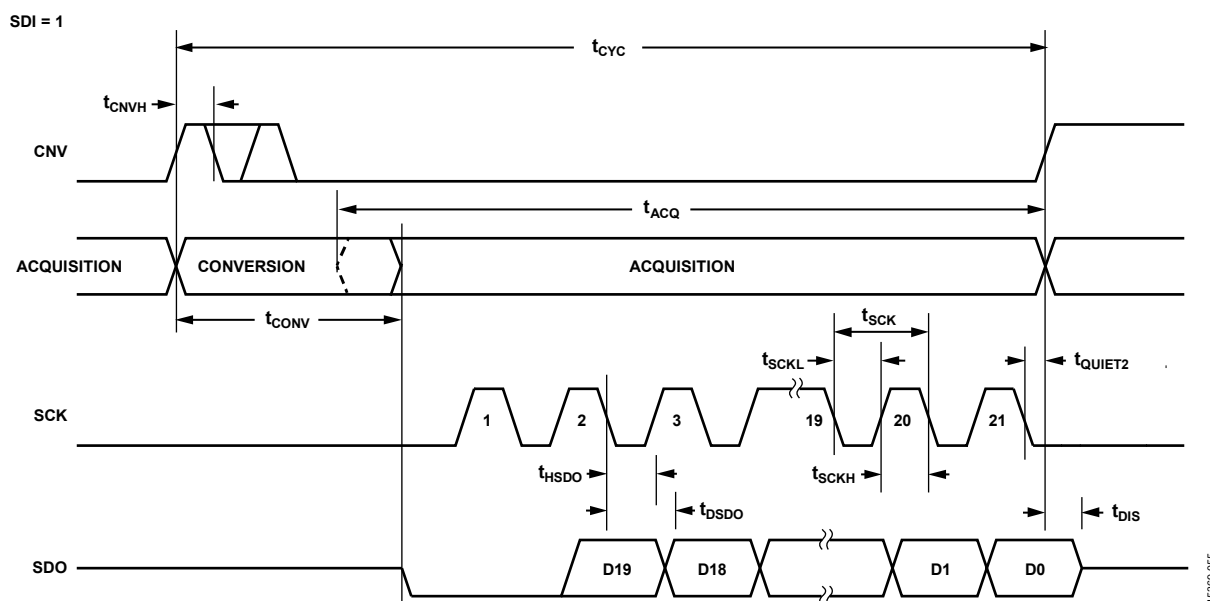 SDI = 1
tCYC
tCNVH
CNV
tACQ
ACQUISITION CONVERSION ACQUISITION
tCONV
tSCK
tSCKL
tQUIET2
SCK 1 2 3 19 20 21
tHSDO
tSCKH
tDSDO
tDIS
SDO D19 D18 D1 D0